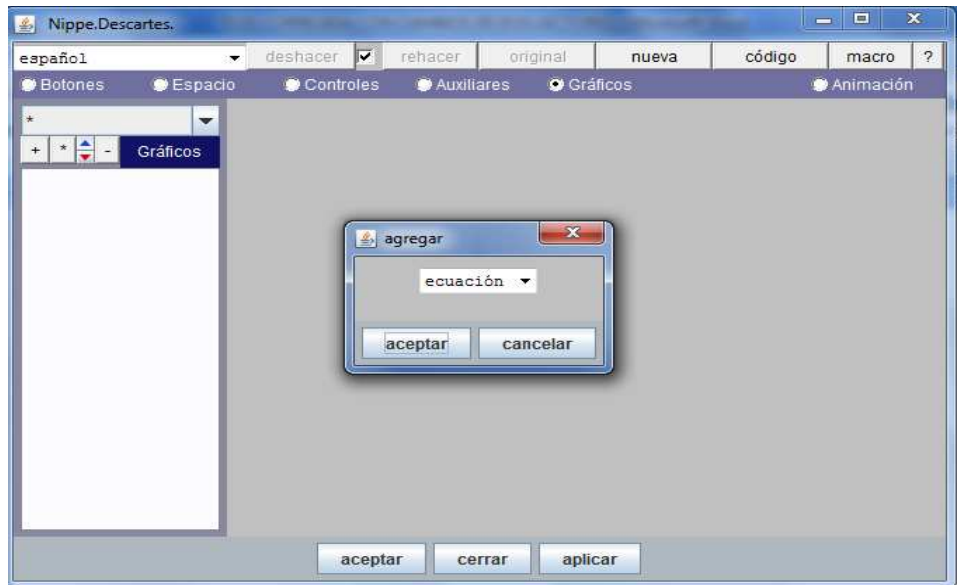 Nippe.Descartes.
español deshacer rehacer original nueva código macro ?
Botones Espacio Controles Auxiliares Gráficos Animación
*
+ * - Gráficos
agregar
ecuación
aceptar cancelar
aceptar cerrar aplicar